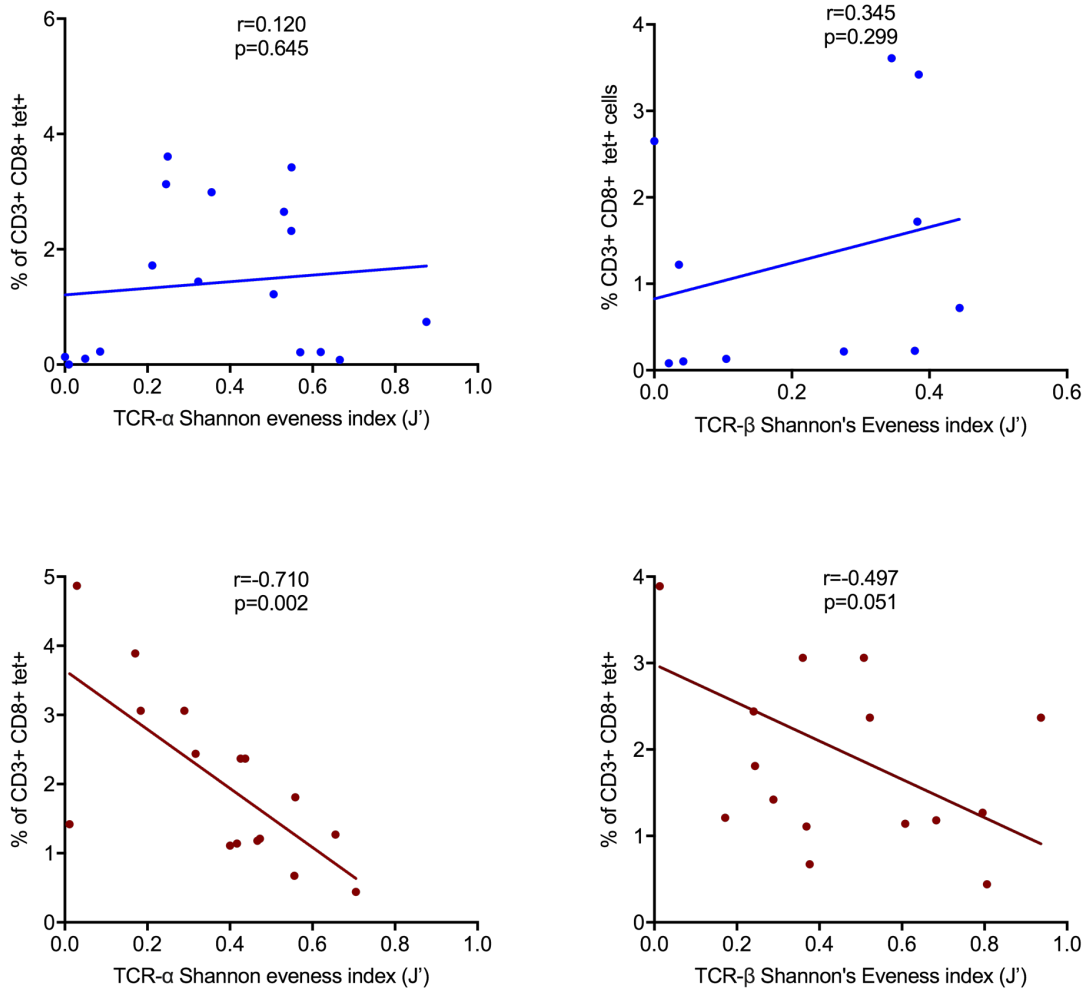 r=0.120
p=0.645
% of CD3+ CD8+ tet+
6
4
2
0
0.0 0.2 0.4 0.6 0.8 1.0
TCR-α Shannon eveness index (J’)
r=0.345
p=0.299
% CD3+ CD8+ tet+ cells
4
3
2
1
0
0.0 0.2 0.4 0.6
TCR-β Shannon's Eveness index (J’)
r=-0.710
p=0.002
% of CD3+ CD8+ tet+
5
4
3
2
1
0
0.0 0.2 0.4 0.6 0.8 1.0
TCR-α Shannon eveness index (J’)
r=-0.497
p=0.051
% of CD3+ CD8+ tet+
4
3
2
1
0
0.0 0.2 0.4 0.6 0.8 1.0
TCR-β Shannon's Eveness index (J’)